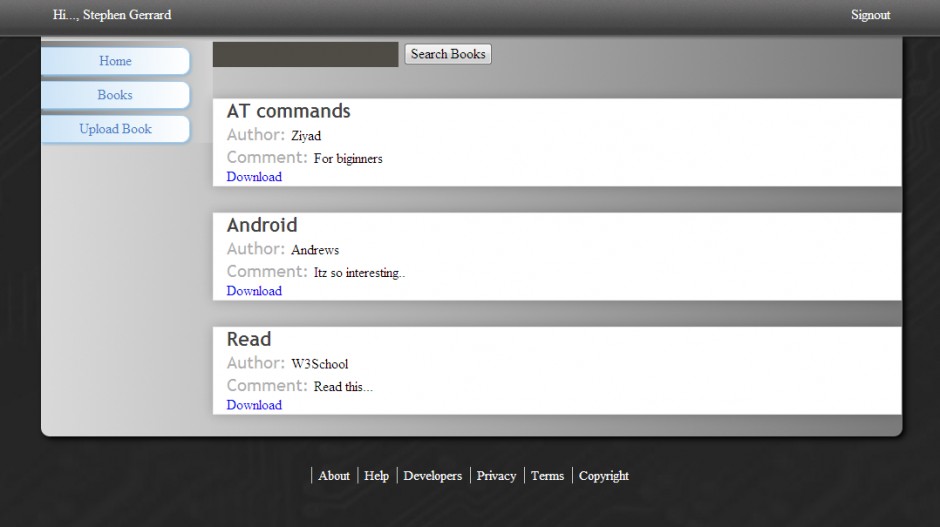 Hi..., Stephen Gerrard
Signout
Home
Books
Upload Book
Search Books
AT commands
Author: Ziyad
Comment: For biginners
Download
Android
Author: Andrews
Comment: Itz so interesting..
Download
Read
Author: W3School
Comment: Read this...
Download
About | Help | Developers | Privacy | Terms | Copyright